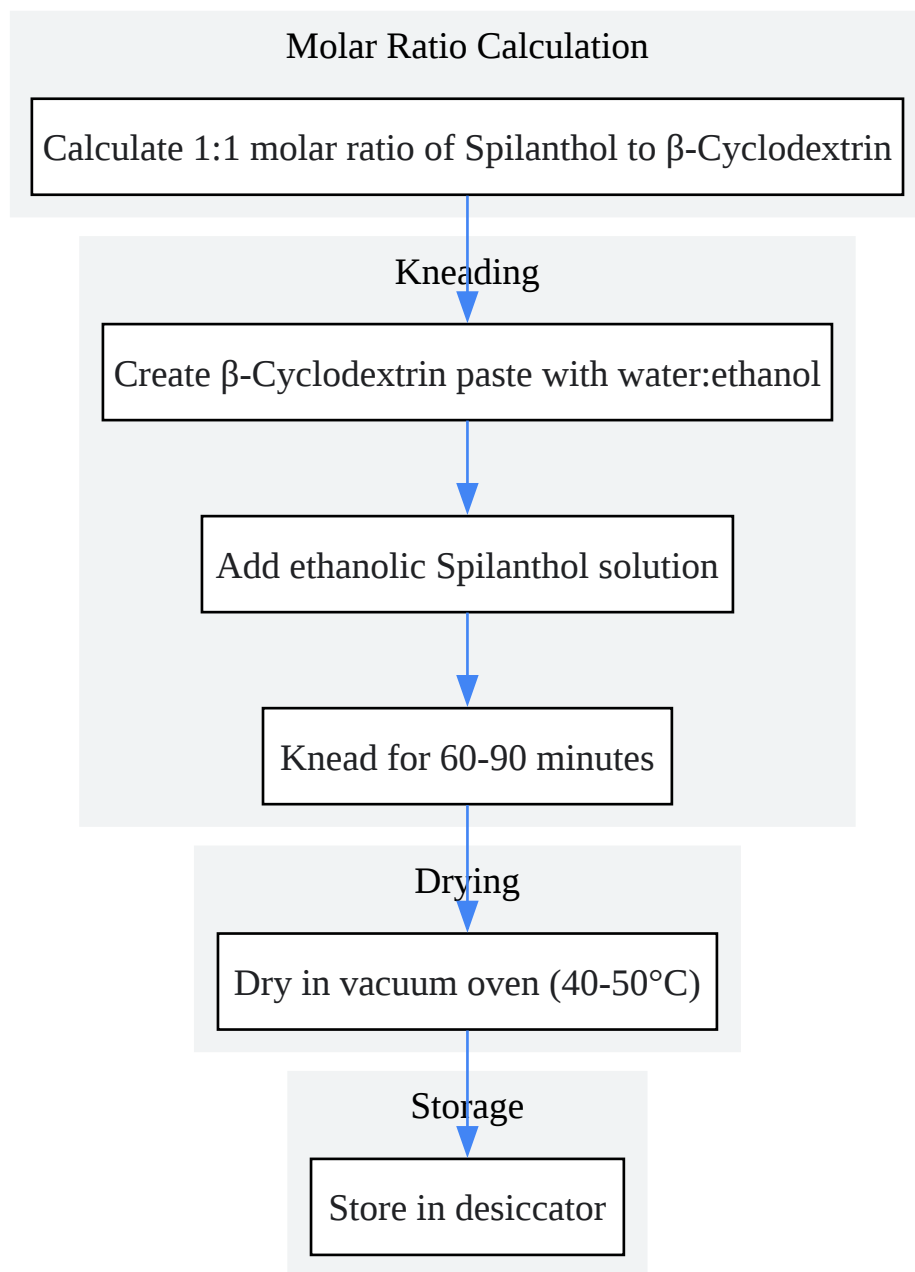 Molar Ratio Calculation
Calculate 1:1 molar ratio of Spilanthol to β-Cyclodextrin
Kneading
Create β-Cyclodextrin paste with water:ethanol
Add ethanolic Spilanthol solution
Knead for 60-90 minutes
Drying
Dry in vacuum oven (40-50°C)
Storage
Store in desiccator